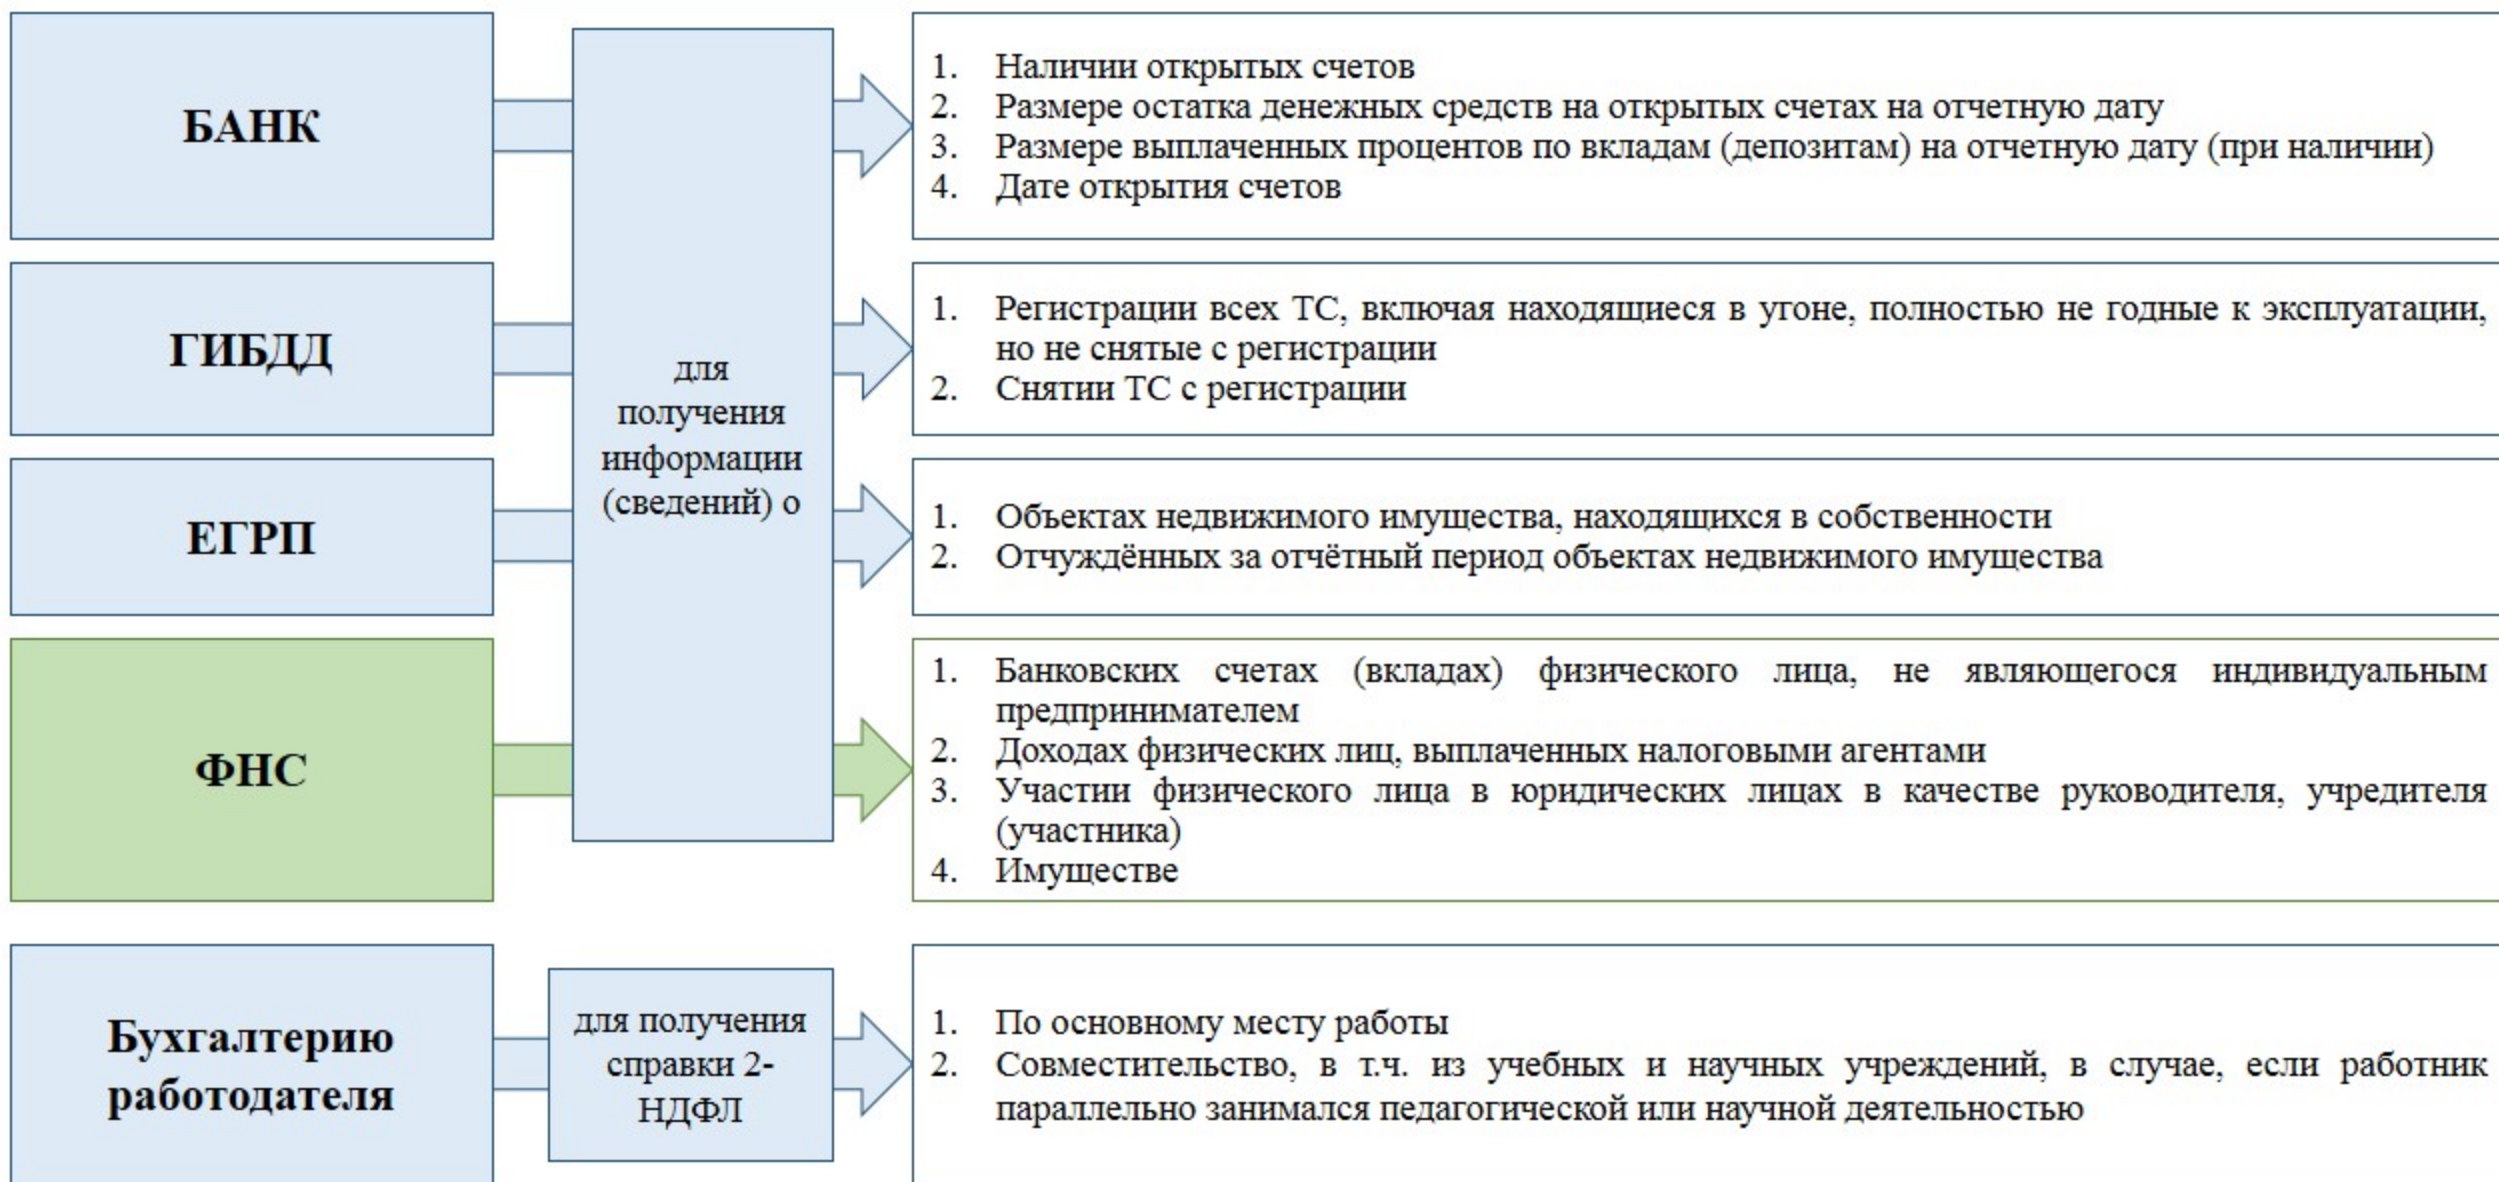 БАНК
1. Наличии открытых счетов
2. Размере остатка денежных средств на открытых счетах на отчетную дату
3. Размере выплаченных процентов по вкладам (депозитам) на отчетную дату (при наличии)
4. Дате открытия счетов
ГИБДД
1. Регистрации всех ТС, включая находящиеся в угоне, полностью не годные к эксплуатации,
но не снятые с регистрации
2. Снятии ТС с регистрации
для
получения
информации
(сведений) о
ЕГРП
1. Объектах недвижимого имущества, находящихся в собственности
2. Отчуждённых за отчётный период объектах недвижимого имущества
ФНС
1. Банковских счетах (вкладах) физического лица, не являющегося индивидуальным
предпринимателем
2. Доходах физических лиц, выплаченных налоговыми агентами
3. Участии физического лица в юридических лицах в качестве руководителя, учредителя
(участника)
4. Имуществе
Бухгалтерию
работодателя
для получения
справки 2-
НДФЛ
1. По основному месту работы
2. Совместительство, в т.ч. из учебных и научных учреждений, в случае, если работник
параллельно занимался педагогической или научной деятельностью